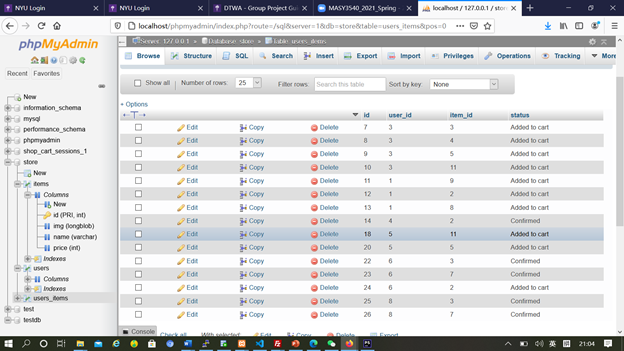 NYU Login
NYU Login
DTWA - Group Project Guide
MASY3540_2021_Spring - Import
localhost / 127.0.0.1 / store
localhost/phpmyadmin/index.php?route=/sql&server=1&db=store&table=users_items&pos=0
phpMyAdmin
Recent Favorites
New
information_schema
mysql
performance_schema
phpmyadmin
shop_cart_sessions_1
store
New
items
Columns
New
id (PRI, int)
img (longblob)
name (varchar)
price (int)
Indexes
users
Columns
Indexes
users_items
test
testdb
Server: 127.0.0.1 » Database: store » Table: users_items
Browse Structure SQL Search Insert Export Import Privileges Operations Tracking More
Show all Number of rows: 25 Filter rows: Search this table Sort by key: None
+ Options
id user_id item_id status
Edit Copy Delete 7 3 3 Added to cart
Edit Copy Delete 8 3 4 Added to cart
Edit Copy Delete 9 3 5 Added to cart
Edit Copy Delete 10 3 11 Added to cart
Edit Copy Delete 11 1 9 Added to cart
Edit Copy Delete 12 1 2 Added to cart
Edit Copy Delete 13 1 8 Added to cart
Edit Copy Delete 14 4 2 Confirmed
Edit Copy Delete 18 5 11 Added to cart
Edit Copy Delete 20 5 5 Added to cart
Edit Copy Delete 22 6 3 Confirmed
Edit Copy Delete 23 6 7 Confirmed
Edit Copy Delete 24 6 2 Added to cart
Edit Copy Delete 25 8 3 Confirmed
Edit Copy Delete 26 8 7 Confirmed
Console Check all With selected: Edit Copy Delete Export
21:04